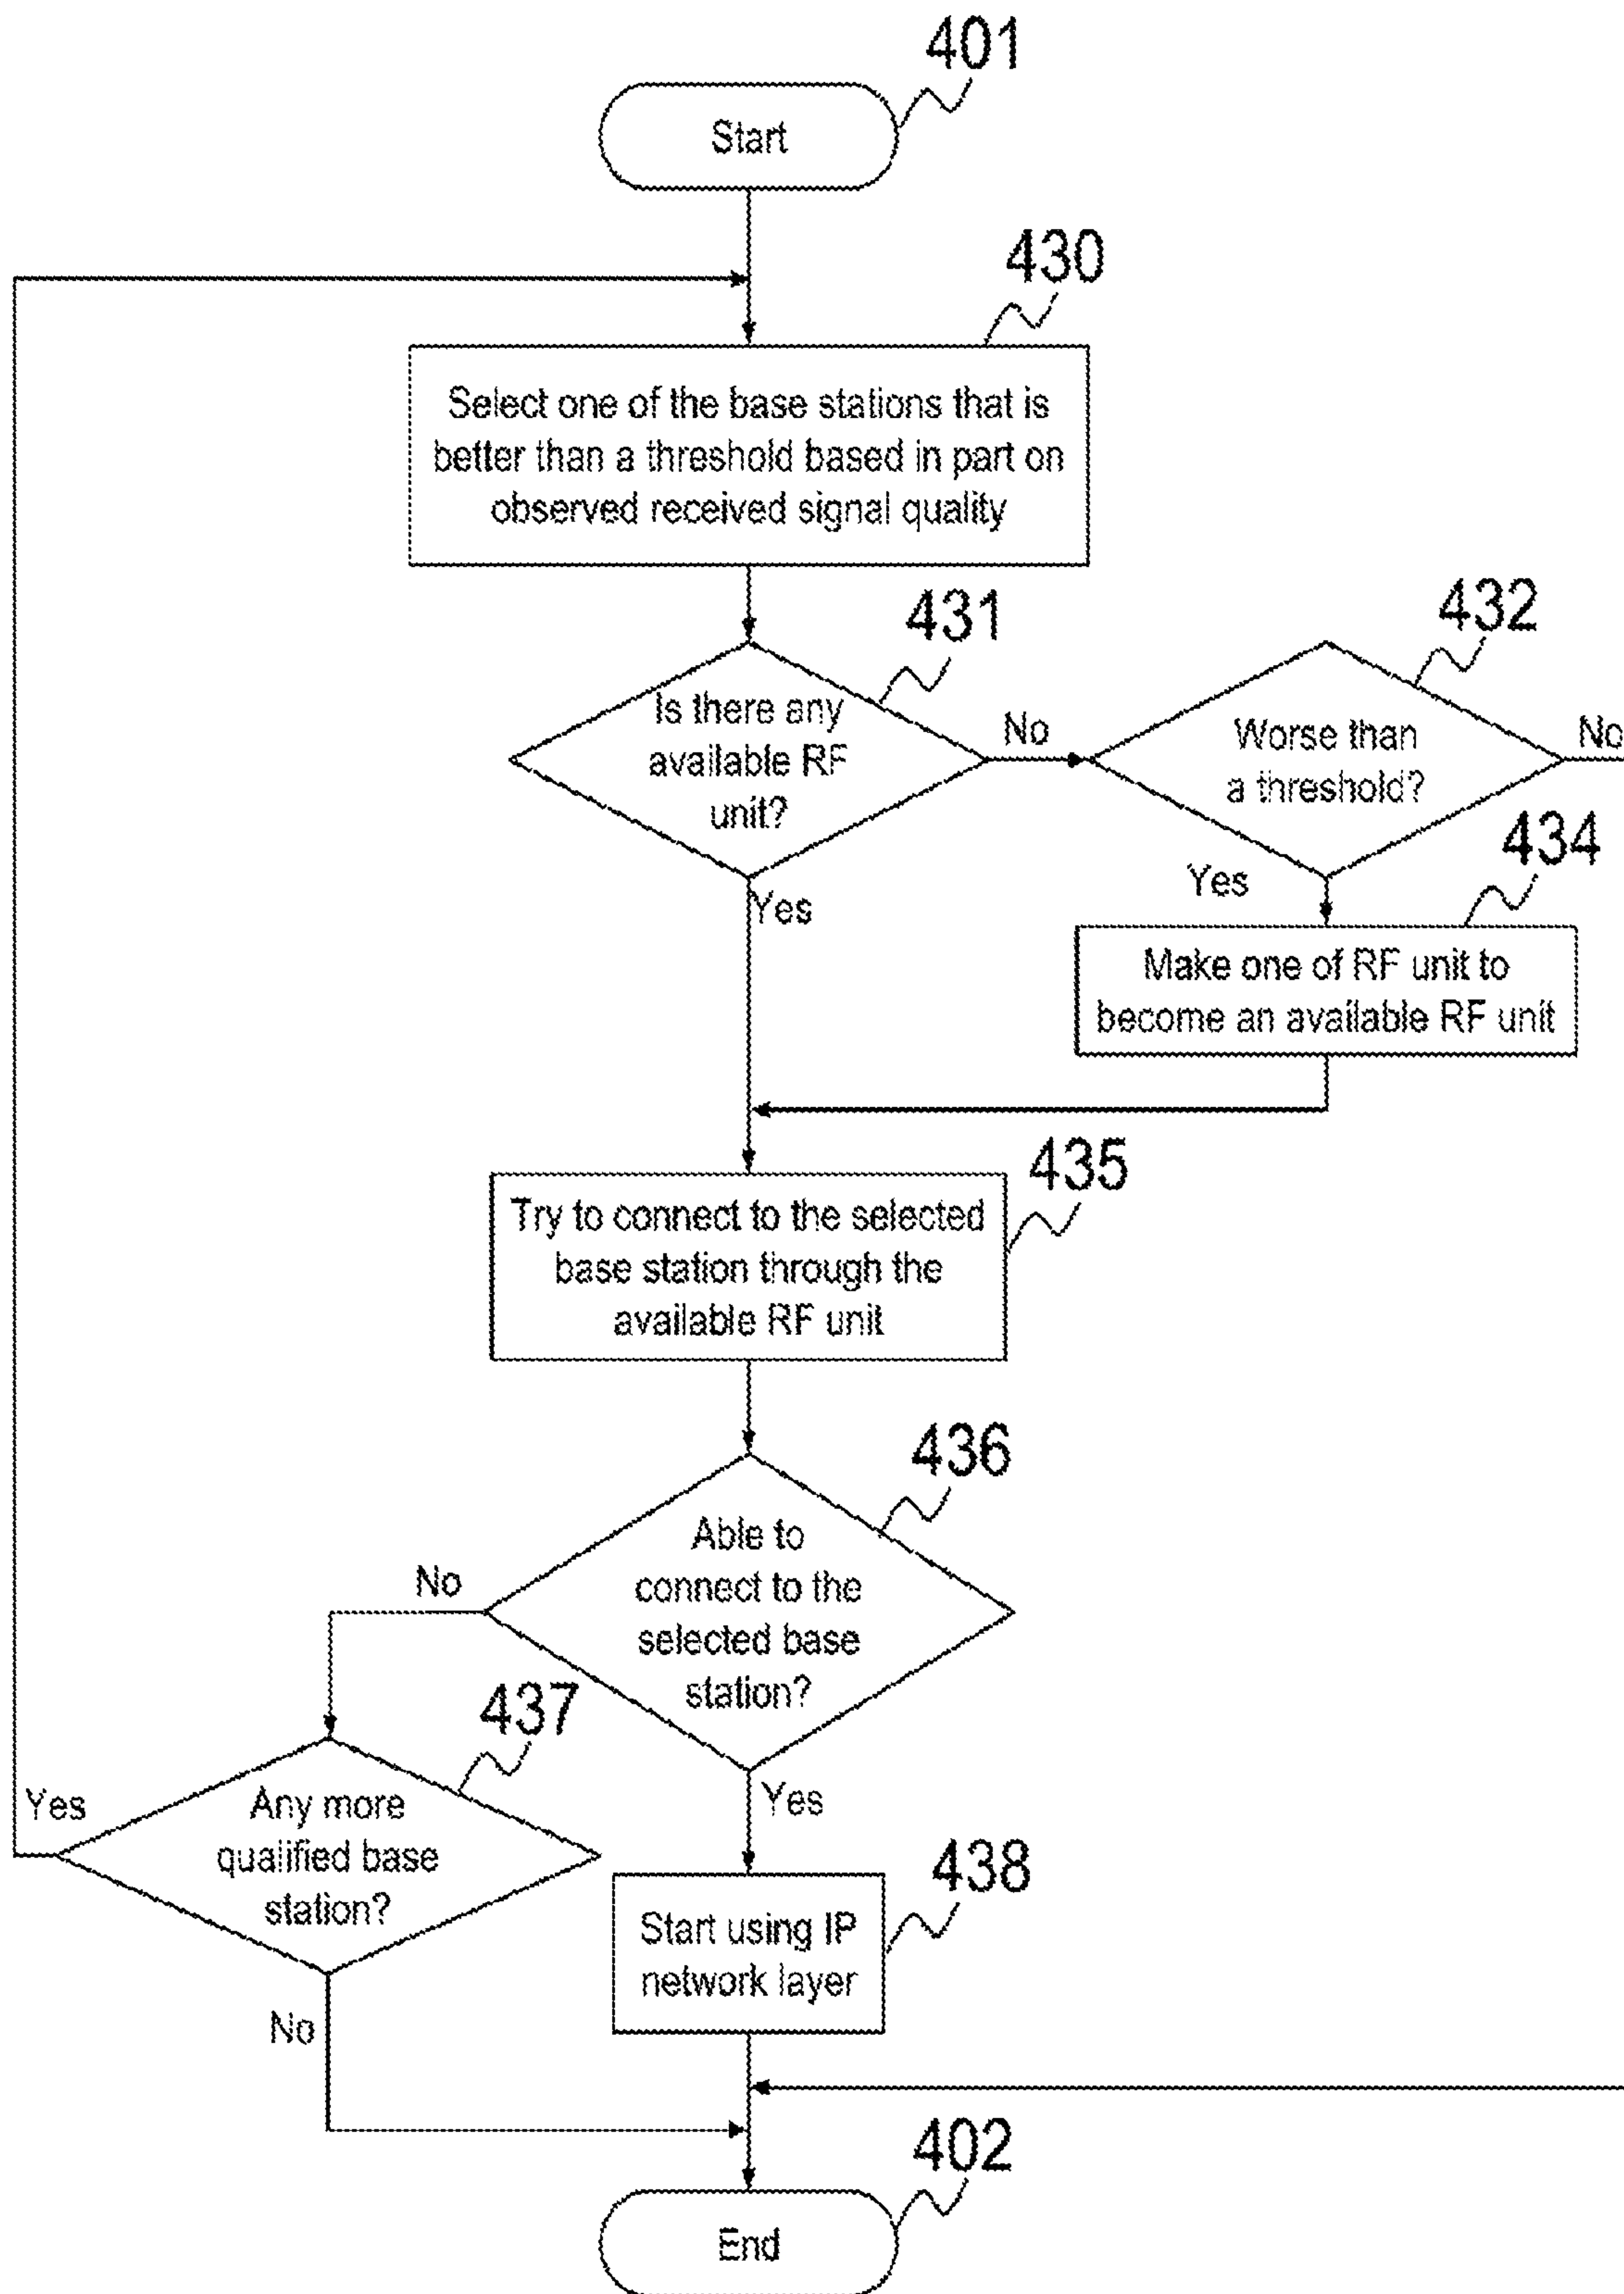 401
Start
430
Select one of the base stations that is
better than a threshold based in part on
observed received signal quality
431
Is there any
available RF
unit?
No
432
Worse than
a threshold?
No
Yes
Yes
434
Make one of RF unit to
become an available RF unit
435
Try to connect to the selected
base station through the
available RF unit
436
Able to
connect to the
selected base
station?
No
Yes
437
Any more
qualified base
station?
Yes
No
438
Start using IP
network layer
402
End